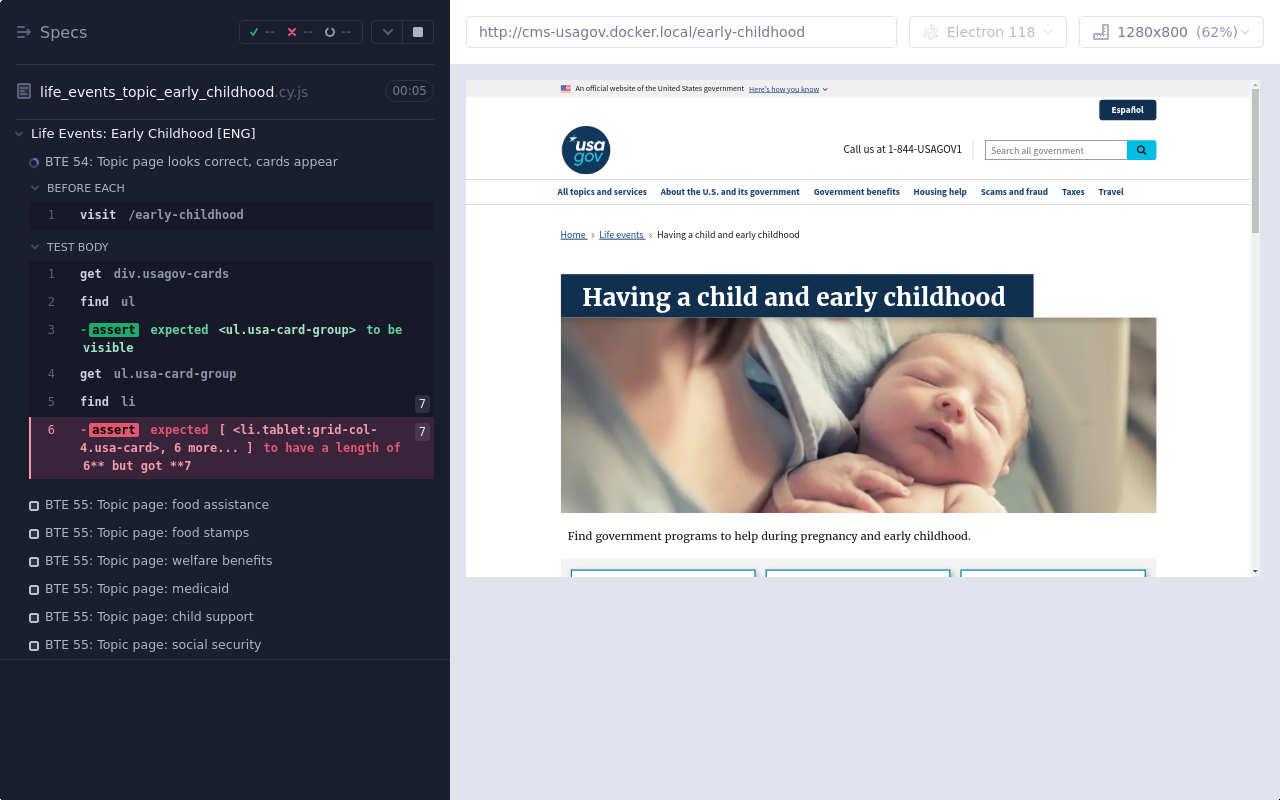 Specs
-- -- --
life_events_topic_early_childhood.cy.js 00:05
Life Events: Early Childhood [ENG]
BTE 54: Topic page looks correct, cards appear
BEFORE EACH
1 visit /early-childhood
TEST BODY
1 get div.usagov-cards
2 find ul
3 -assert expected <ul.usa-card-group> to be
visible
4 get ul.usa-card-group
5 find li 7
6 -assert expected [ <li.tablet:grid-col- 7
4.usa-card>, 6 more... ] to have a length of
6** but got **7
BTE 55: Topic page: food assistance
BTE 55: Topic page: food stamps
BTE 55: Topic page: welfare benefits
BTE 55: Topic page: medicaid
BTE 55: Topic page: child support
BTE 55: Topic page: social security
http://cms-usagov.docker.local/early-childhood Electron 118 1280x800 (62%)
An official website of the United States government Here's how you know
Español
usa
gov
Call us at 1-844-USAGOV1 Search all government
All topics and services About the U.S. and its government Government benefits Housing help Scams and fraud Taxes Travel
Home › Life events › Having a child and early childhood
Having a child and early childhood
Find government programs to help during pregnancy and early childhood.